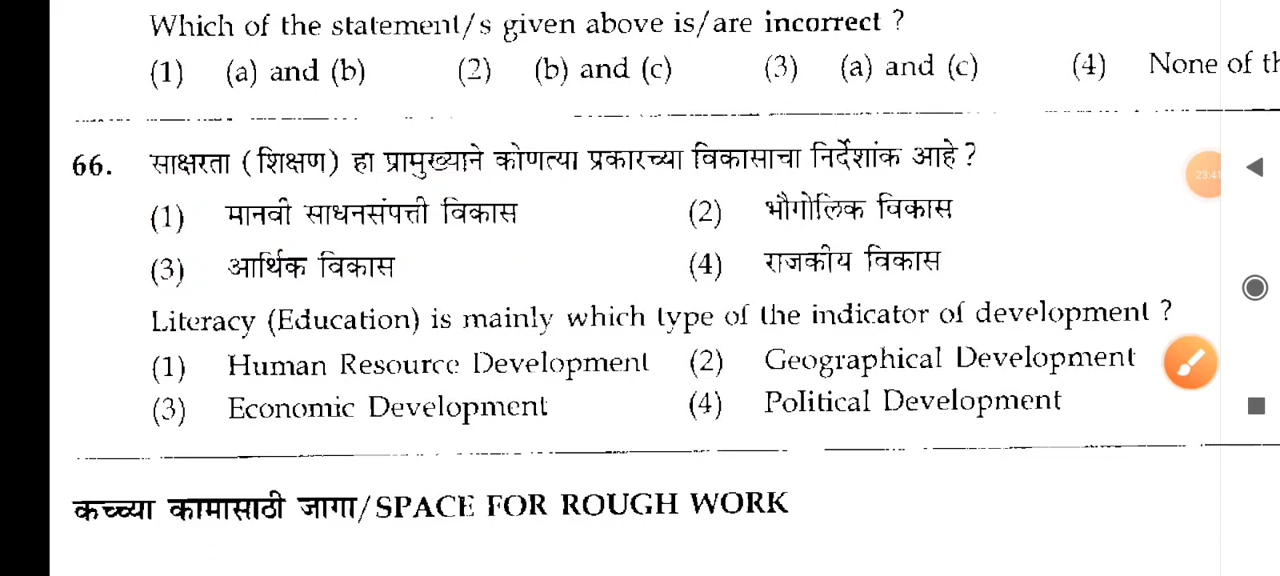 Which of the statement/s given above is/are incorrect ?
(1) (a) and (b) (2) (b) and (c) (3) (a) and (c) (4) None of
66. साक्षरता (शिक्षण) हा प्रामुख्याने कोणत्या प्रकारच्या विकासाचा निर्देशांक आहे ?
(1) मानवी साधनसंपत्ती विकास (2) भौगोलिक विकास
(3) आर्थिक विकास (4) राजकीय विकास
Literacy (Education) is mainly which type of the indicator of development ?
(1) Human Resource Development (2) Geographical Development
(3) Economic Development (4) Political Development
कच्च्या कामासाठी जागा/SPACE FOR ROUGH WORK